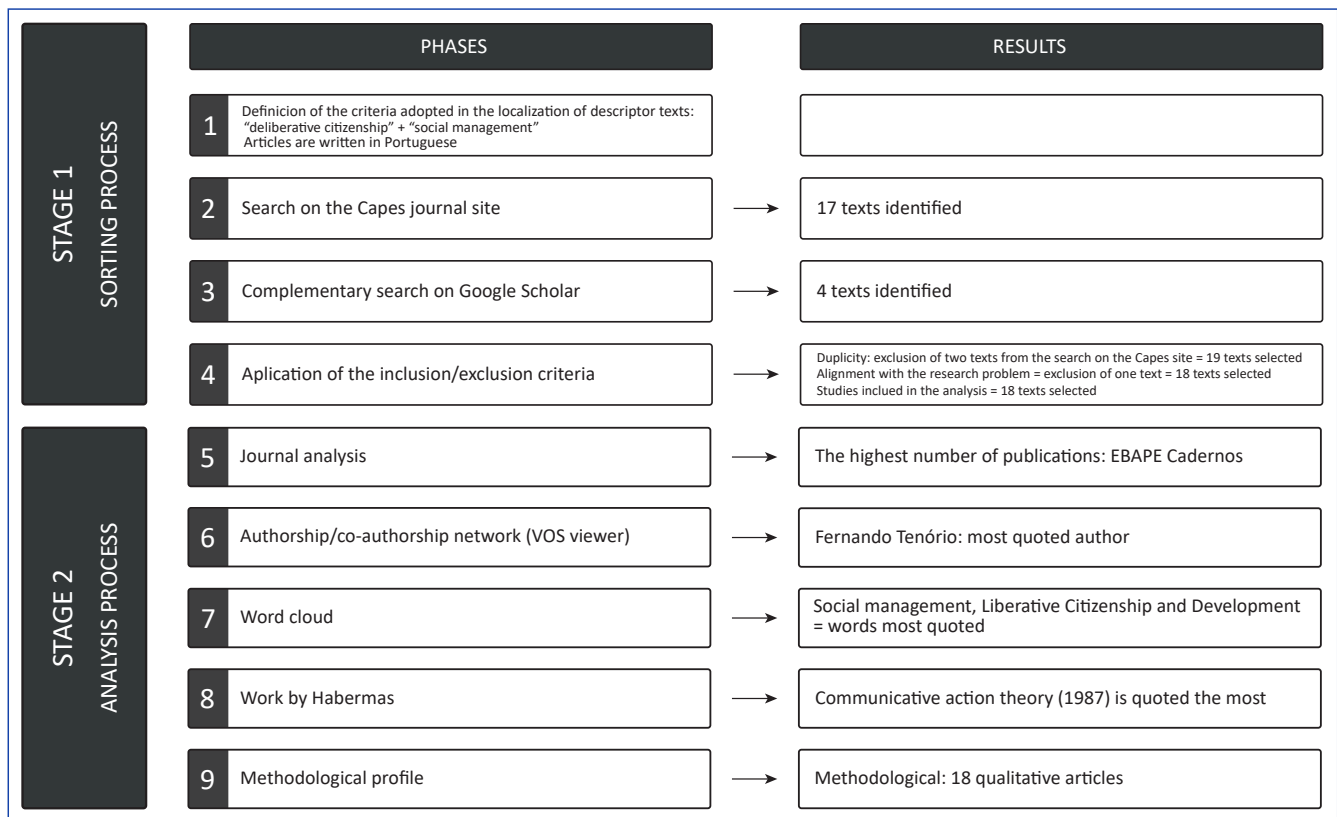 PHASES
RESULTS
STAGE 1
SORTING PROCESS
1
Definicion of the criteria adopted in the localization of descriptor texts:
“deliberative citizenship” + “social management”
Articles are written in Portuguese
2
Search on the Capes journal site
17 texts identified
3
Complementary search on Google Scholar
4 texts identified
4
Aplication of the inclusion/exclusion criteria
Duplicity: exclusion of two texts from the search on the Capes site = 19 texts selected
Alignment with the research problem = exclusion of one text = 18 texts selected
Studies inclued in the analysis = 18 texts selected
STAGE 2
ANALYSIS PROCESS
5
Journal analysis
The highest number of publications: EBAPE Cadernos
6
Authorship/co-authorship network (VOS viewer)
Fernando Tenório: most quoted author
7
Word cloud
Social management, Liberative Citizenship and Development
= words most quoted
8
Work by Habermas
Communicative action theory (1987) is quoted the most
9
Methodological profile
Methodological: 18 qualitative articles